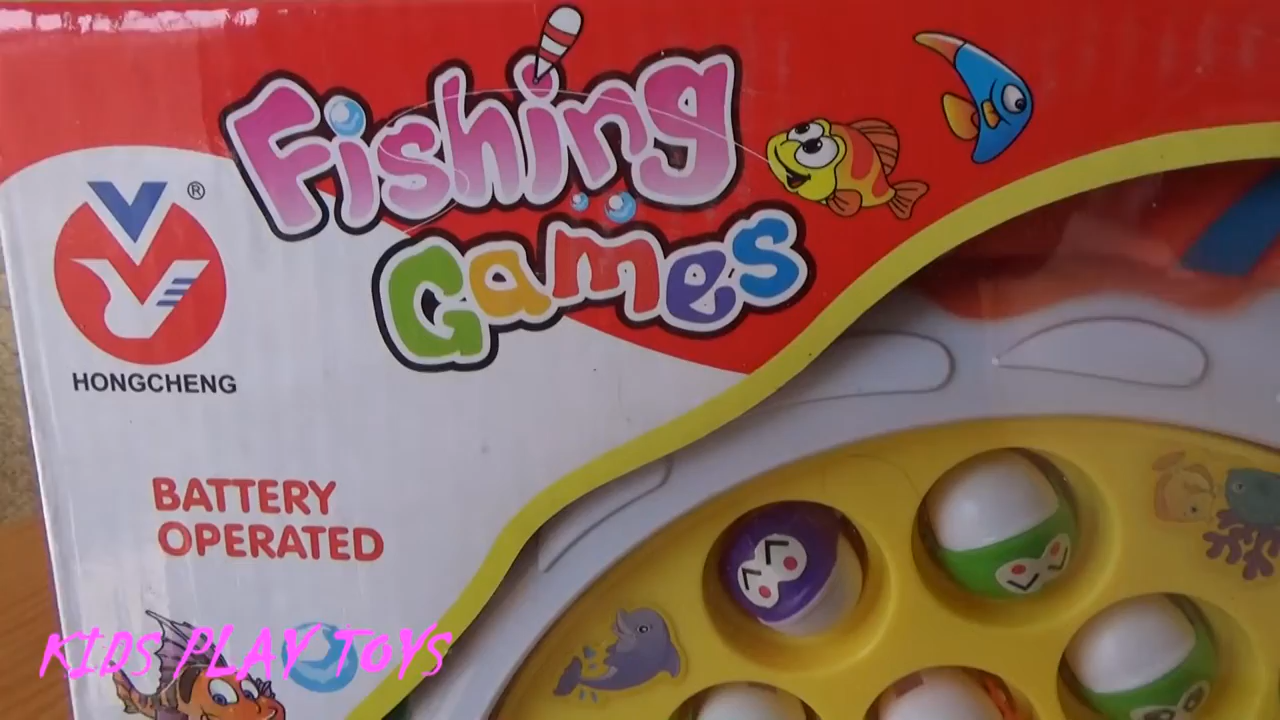 Fishing
Games
®
HONGCHENG
BATTERY
OPERATED
KIDS PLAY TOYS